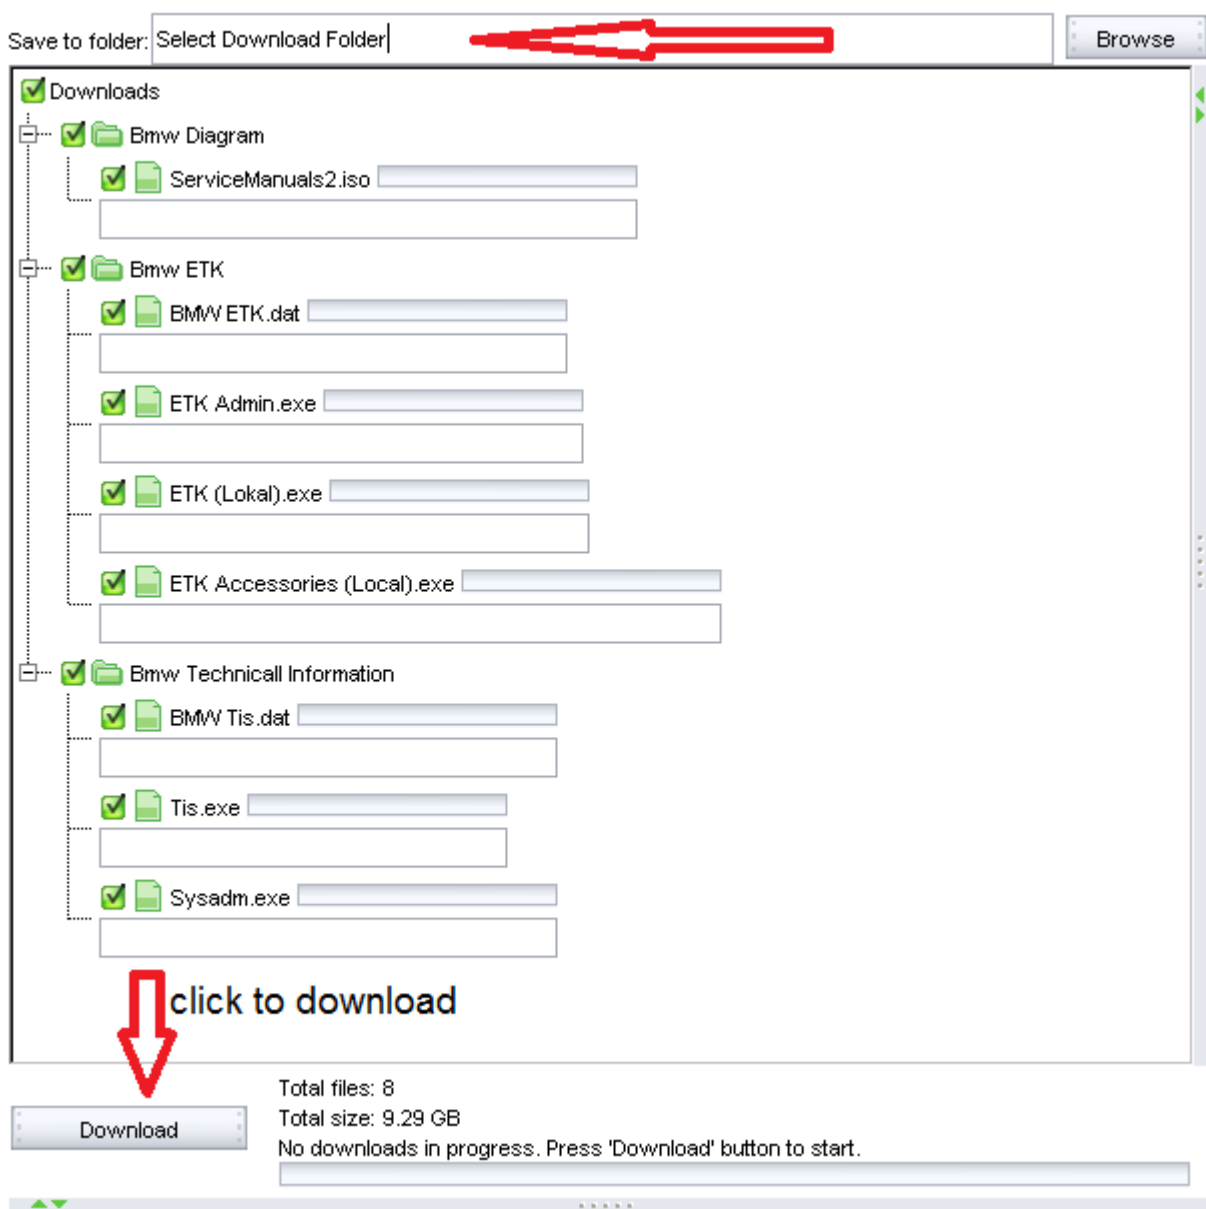 Save to folder: Select Download Folder Browse
Downloads
Bmw Diagram
ServiceManuals2.iso
Bmw ETK
BMW ETK.dat
ETK Admin.exe
ETK (Lokal).exe
ETK Accessories (Local).exe
Bmw Technicall Information
BMW Tis.dat
Tis.exe
Sysadm.exe
click to download
Total files: 8
Download
Total size: 9.29 GB
No downloads in progress. Press 'Download' button to start.